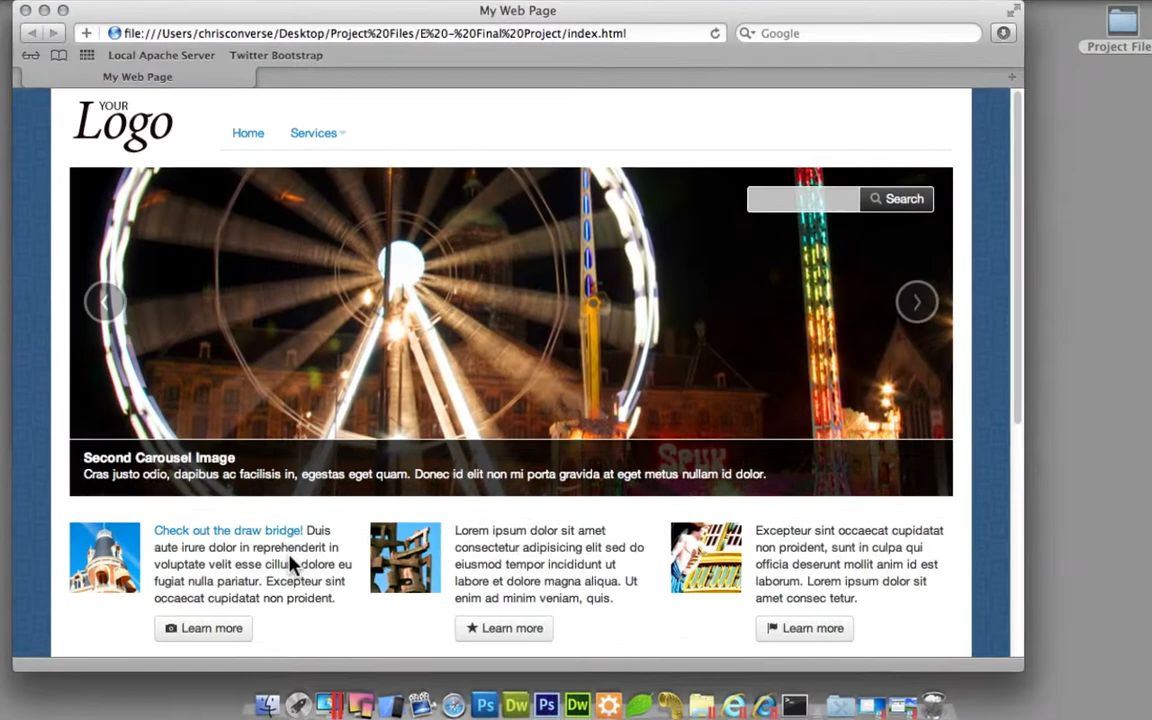 My Web Page
file:///Users/chrisconverse/Desktop/Project%20Files/E%20-%20Final%20Project/index.html
Google
Local Apache Server
Twitter Bootstrap
My Web Page
Project File
YOUR
Logo
Home
Services
Search
Second Carousel Image
Cras justo odio, dapibus ac facilisis in, egestas eget quam. Donec id elit non mi porta gravida at eget metus nullam id dolor.
Check out the draw bridge! Duis
aute irure dolor in reprehenderit in
voluptate velit esse cillum dolore eu
fugiat nulla pariatur. Excepteur sint
occaecat cupidatat non proident.
Learn more
Lorem ipsum dolor sit amet
consectetur adipisicing elit sed do
eiusmod tempor incididunt ut
labore et dolore magna aliqua. Ut
enim ad minim veniam, quis.
Learn more
Excepteur sint occaecat cupidatat
non proident, sunt in culpa qui
officia deserunt mollit anim id est
laborum. Lorem ipsum dolor sit
amet consec tetur.
Learn more
Ps
Dw
Ps
Dw